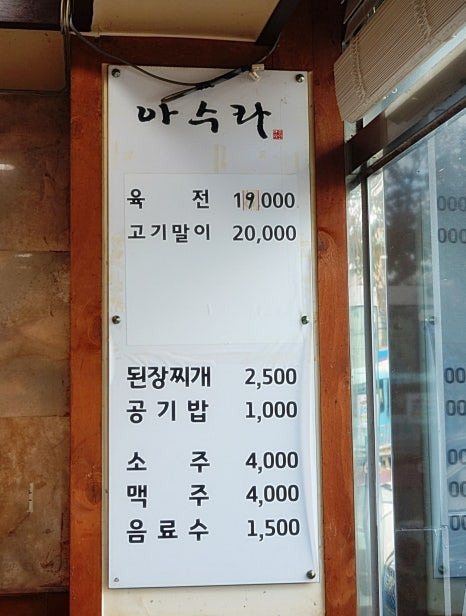 아수라
육 전 19,000
고기말이 20,000
된장찌개 2,500
공기밥 1,000
소 주 4,000
맥 주 4,000
음료수 1,500